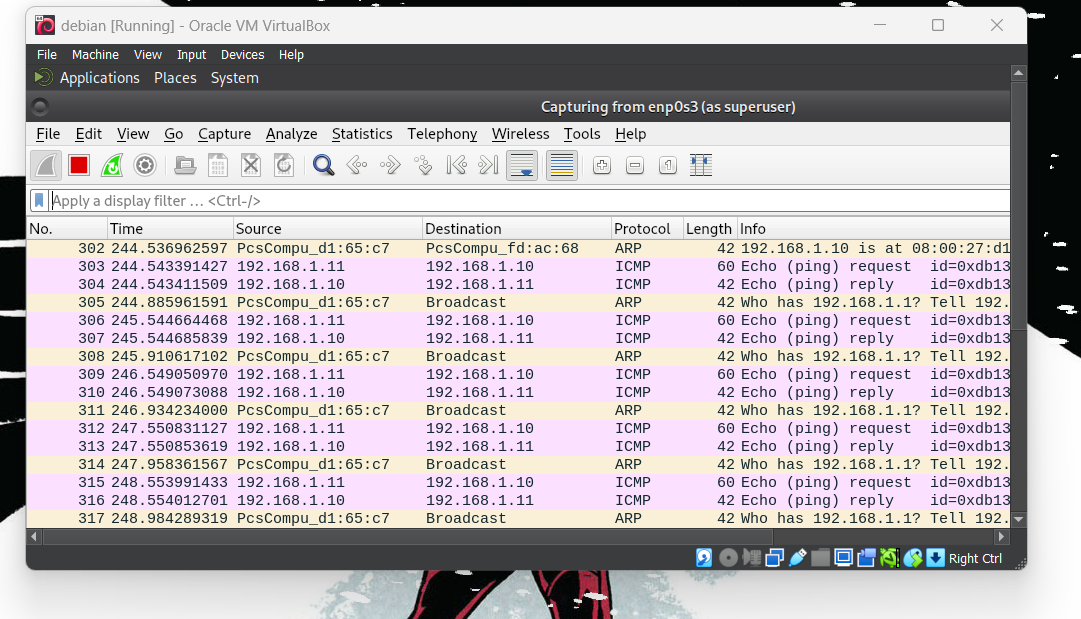 debian [Running] - Oracle VM VirtualBox
File Machine View Input Devices Help
Applications Places System
Capturing from enp0s3 (as superuser)
File Edit View Go Capture Analyze Statistics Telephony Wireless Tools Help
Apply a display filter … <Ctrl-/>
No. Time Source Destination Protocol Length Info
302 244.536962597 PcsCompu_d1:65:c7 PcsCompu_fd:ac:68 ARP 42 192.168.1.10 is at 08:00:27:d1
303 244.543391427 192.168.1.11 192.168.1.10 ICMP 60 Echo (ping) request id=0xdb13
304 244.543411509 192.168.1.10 192.168.1.11 ICMP 42 Echo (ping) reply id=0xdb13
305 244.885961591 PcsCompu_d1:65:c7 Broadcast ARP 42 Who has 192.168.1.1? Tell 192.
306 245.544664468 192.168.1.11 192.168.1.10 ICMP 60 Echo (ping) request id=0xdb13
307 245.544685839 192.168.1.10 192.168.1.11 ICMP 42 Echo (ping) reply id=0xdb13
308 245.910617102 PcsCompu_d1:65:c7 Broadcast ARP 42 Who has 192.168.1.1? Tell 192.
309 246.549050970 192.168.1.11 192.168.1.10 ICMP 60 Echo (ping) request id=0xdb13
310 246.549073088 192.168.1.10 192.168.1.11 ICMP 42 Echo (ping) reply id=0xdb13
311 246.934234000 PcsCompu_d1:65:c7 Broadcast ARP 42 Who has 192.168.1.1? Tell 192.
312 247.550831127 192.168.1.11 192.168.1.10 ICMP 60 Echo (ping) request id=0xdb13
313 247.550853619 192.168.1.10 192.168.1.11 ICMP 42 Echo (ping) reply id=0xdb13
314 247.958361567 PcsCompu_d1:65:c7 Broadcast ARP 42 Who has 192.168.1.1? Tell 192.
315 248.553991433 192.168.1.11 192.168.1.10 ICMP 60 Echo (ping) request id=0xdb13
316 248.554012701 192.168.1.10 192.168.1.11 ICMP 42 Echo (ping) reply id=0xdb13
317 248.984289319 PcsCompu_d1:65:c7 Broadcast ARP 42 Who has 192.168.1.1? Tell 192.
Right Ctrl